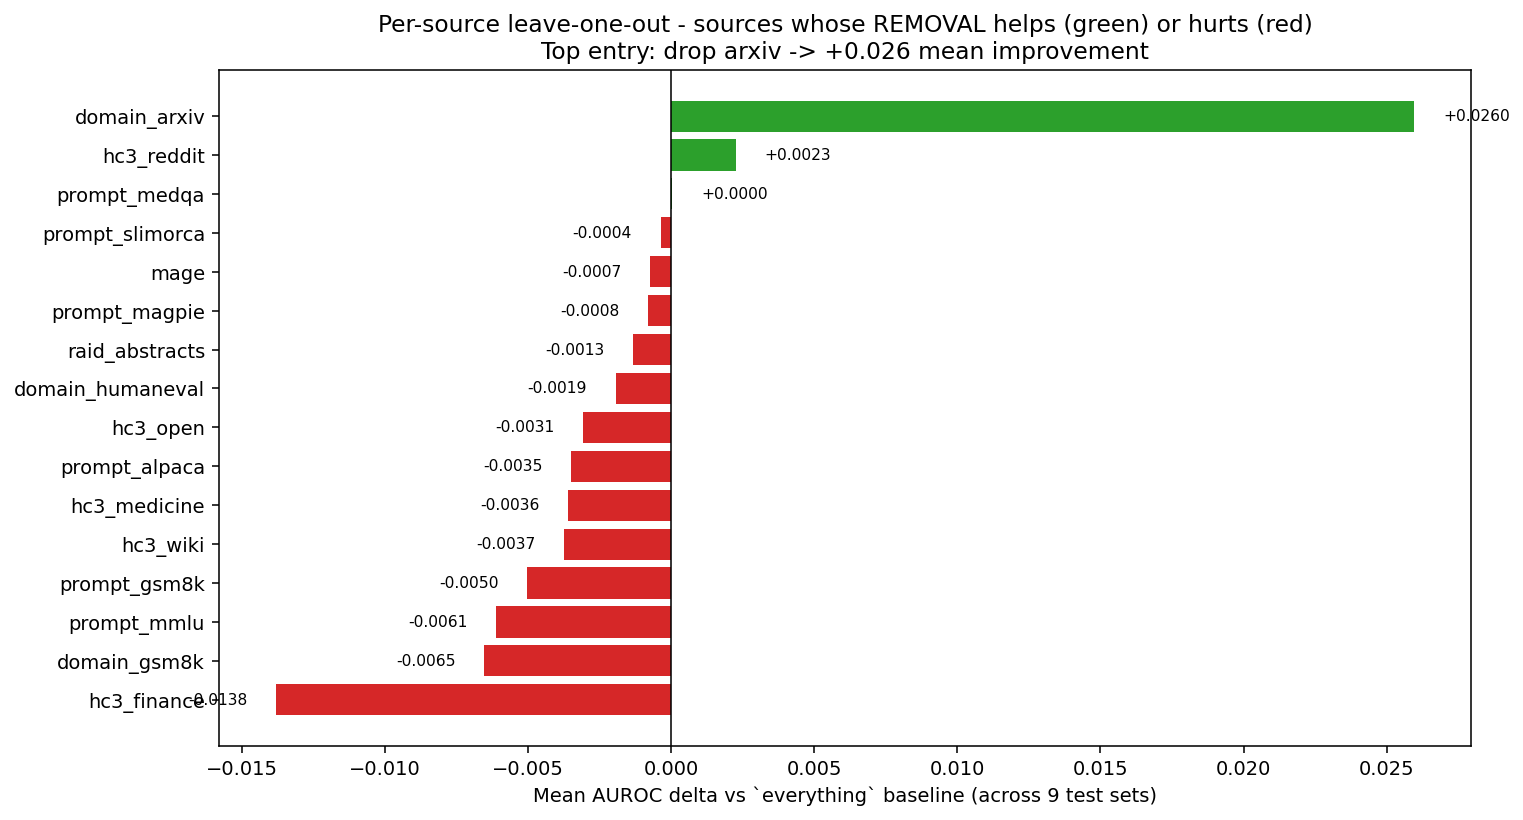 Per-source leave-one-out - sources whose REMOVAL helps (green) or hurts (red)
Top entry: drop arxiv -> +0.026 mean improvement
domain_arxiv +0.0260
hc3_reddit +0.0023
prompt_medqa +0.0000
prompt_slimorca -0.0004
mage -0.0007
prompt_magpie -0.0008
raid_abstracts -0.0013
domain_humaneval -0.0019
hc3_open -0.0031
prompt_alpaca -0.0035
hc3_medicine -0.0036
hc3_wiki -0.0037
prompt_gsm8k -0.0050
prompt_mmlu -0.0061
domain_gsm8k -0.0065
hc3_finance -0.0138
−0.015 −0.010 −0.005 0.000 0.005 0.010 0.015 0.020 0.025
Mean AUROC delta vs `everything` baseline (across 9 test sets)